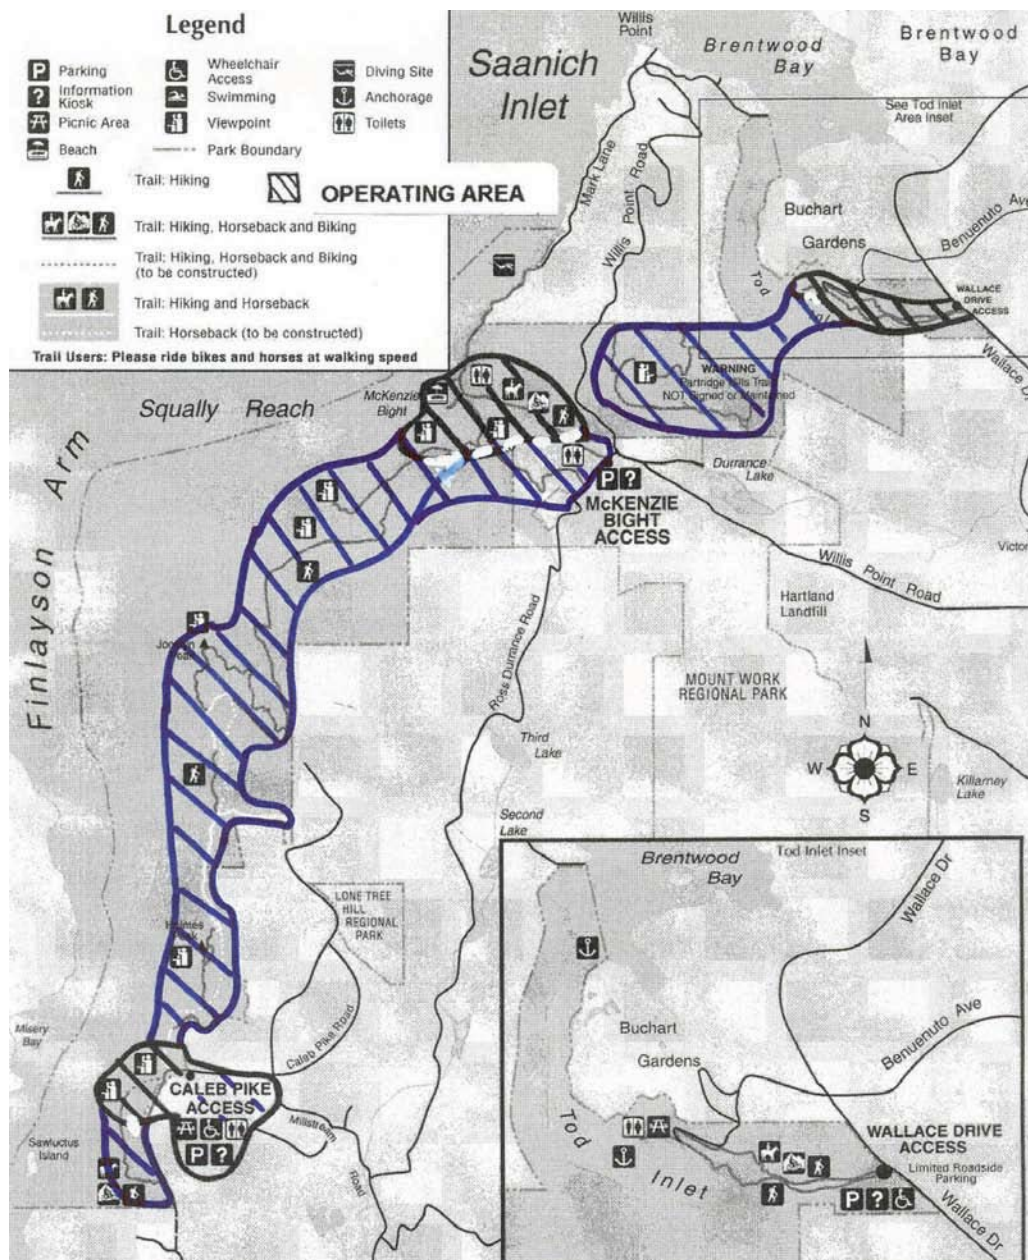 Legend
Parking
Information
Kiosk
Picnic Area
Beach
Wheelchair
Access
Swimming
Viewpoint
Park Boundary
Diving Site
Anchorage
Toilets
Trail: Hiking
OPERATING AREA
Trail: Hiking, Horseback and Biking
Trail: Hiking, Horseback and Biking
(to be constructed)
Trail: Hiking and Horseback
Trail: Horseback (to be constructed)
Trail Users: Please ride bikes and horses at walking speed
Willis
Point
Saanich
Inlet
Brentwood
Bay
Brentwood
Bay
See Tod Inlet
Area Inset
Mark Lane
Willis Point Road
Buchart
Gardens
Benuenuto Ave
Tod
WALLACE
DRIVE
ACCESS
Wallace D
WARNING
NOT Signed or Maintained
McKenzie
Bight
Squally Reach
Finlayson Arm
Durrance
Lake
P ?
McKENZIE
BIGHT
ACCESS
Willis Point Road
Victor
Hartland
Landfill
Ross Durrance Road
MOUNT WORK
REGIONAL PARK
N
W E
S
Third
Lake
Killarney
Lake
Second
Lake
LONE TREE
HILL
REGIONAL
PARK
Misery
Bay
Caleb Pike Road
CALEB PIKE
ACCESS
P ?
Millstream
Road
Sawluctus
Island
Brentwood
Bay
Tod Inlet Inset
Wallace Dr
Buchart
Gardens
Benuenuto Ave
Tod
Inlet
WALLACE DRIVE
ACCESS
Limited Roadside
Parking
P ?
Wallace Dr